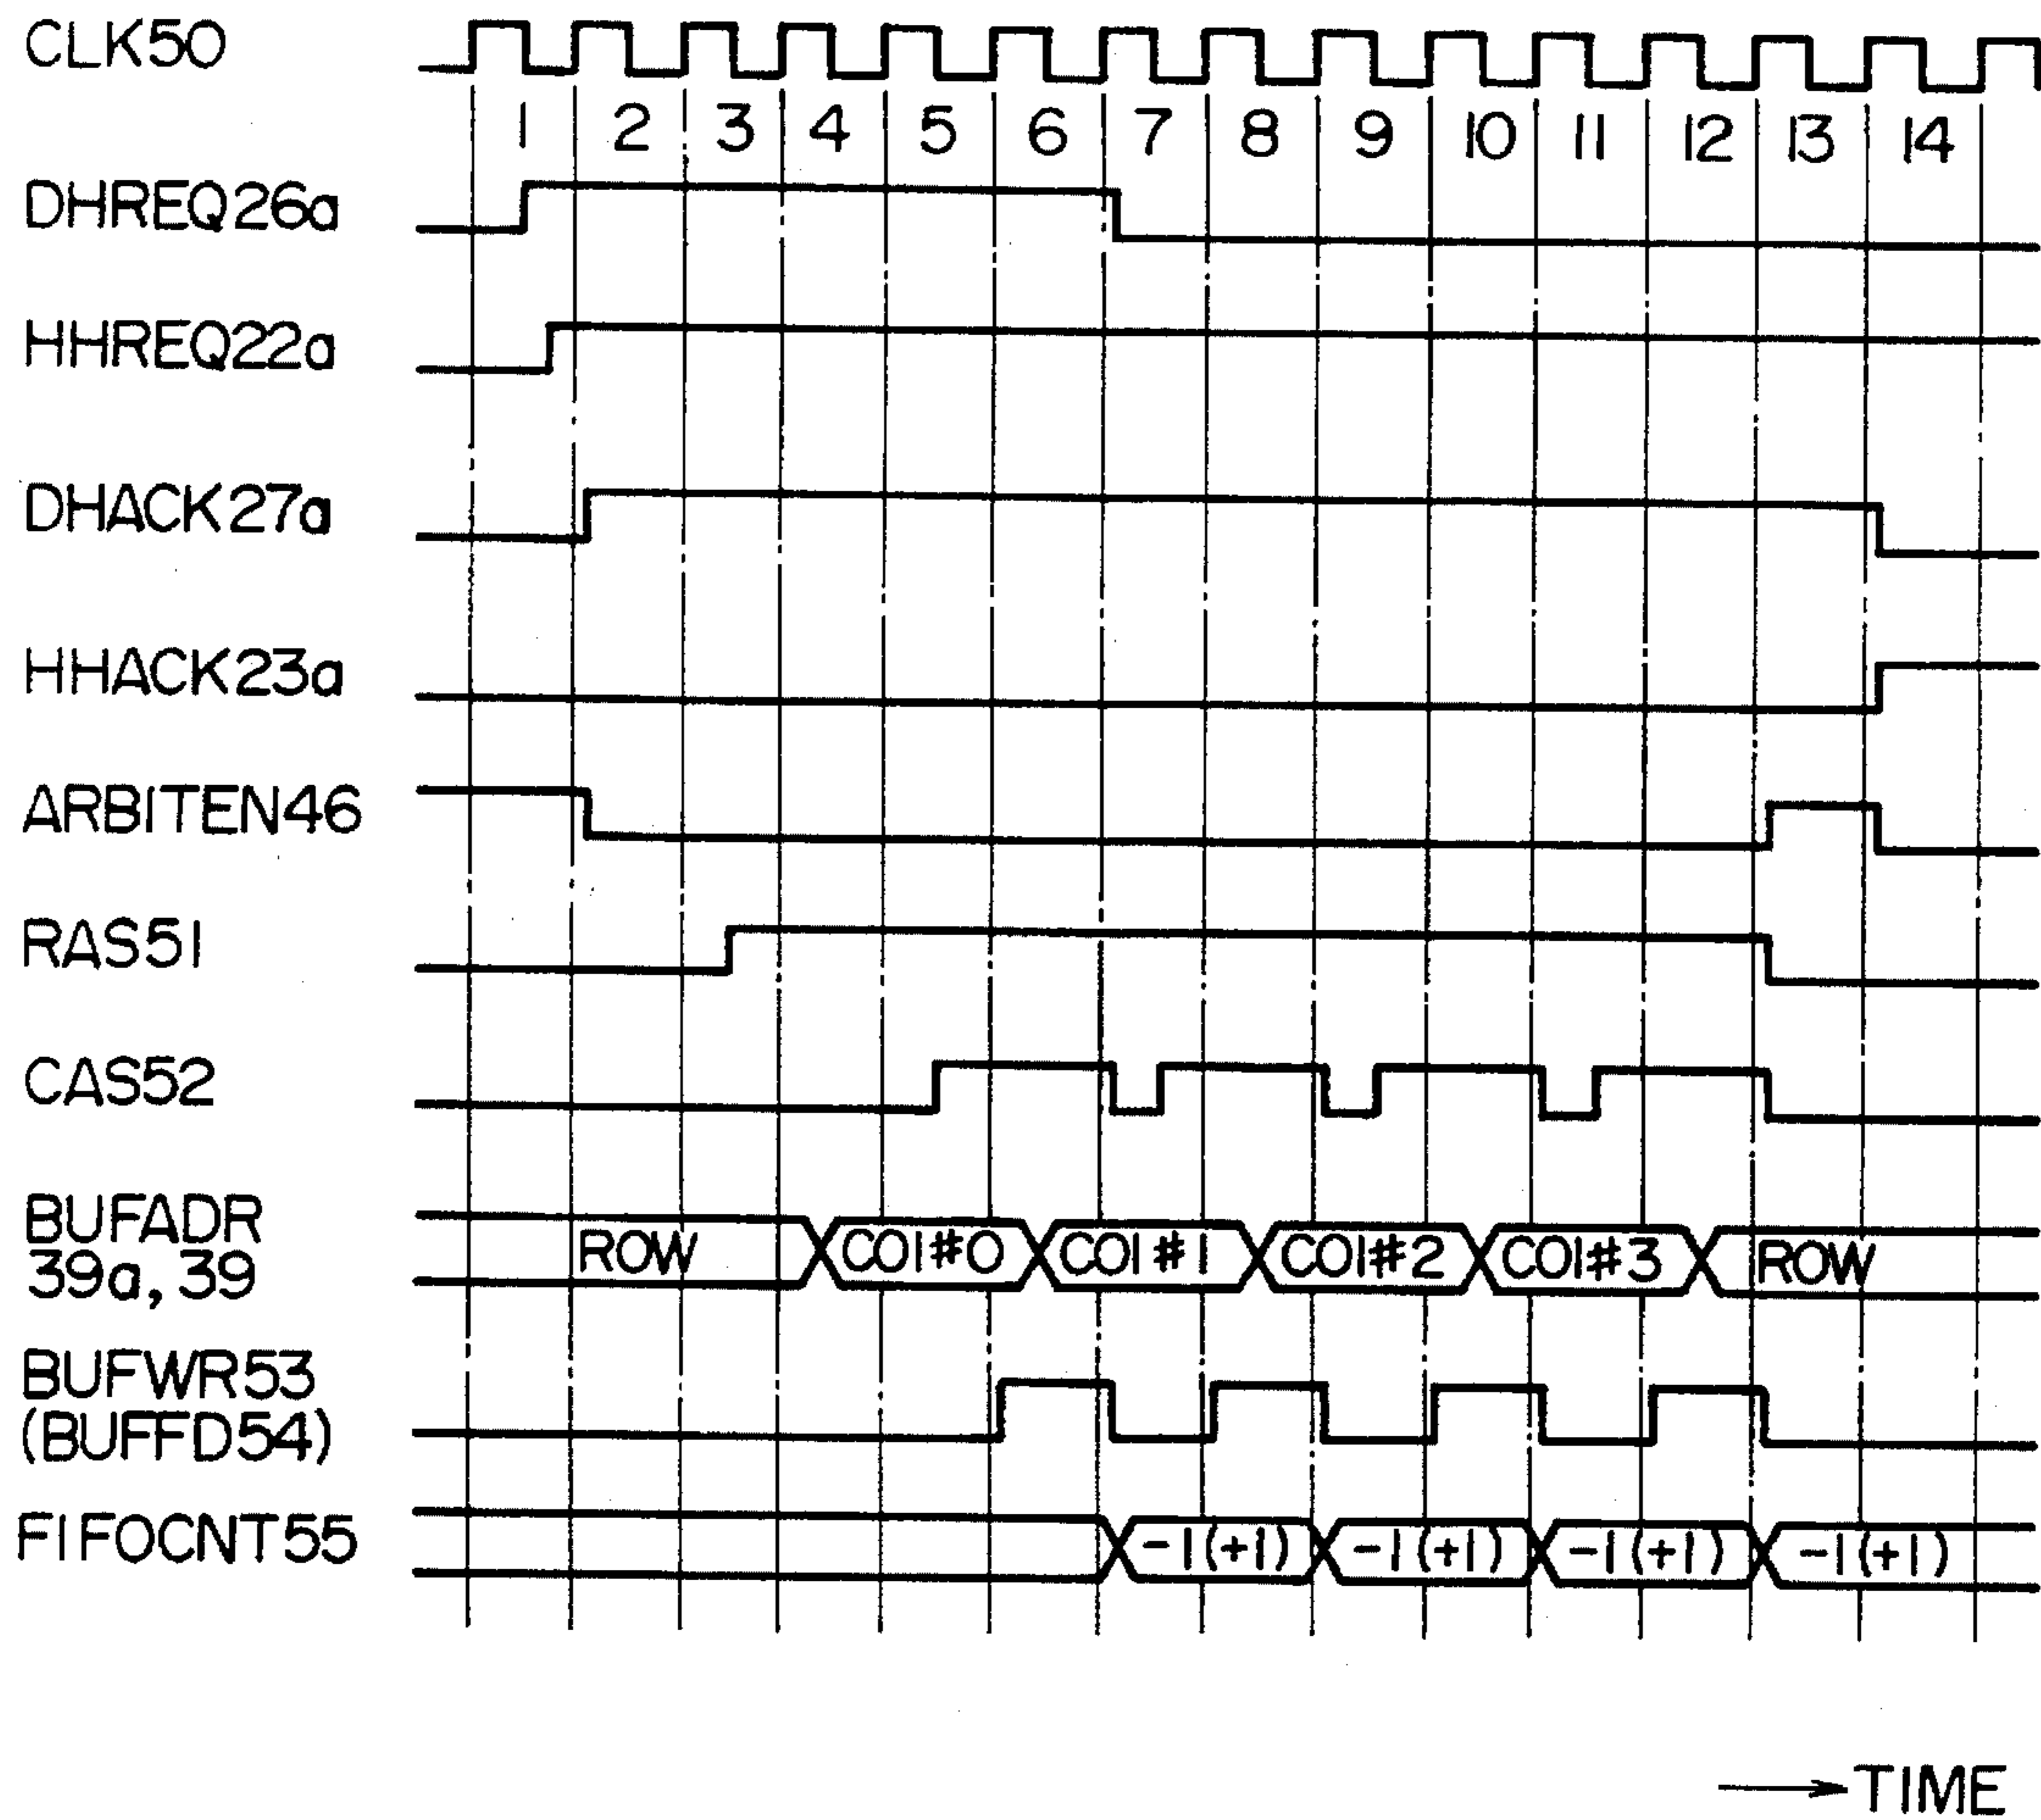 CLK50
1 2 3 4 5 6 7 8 9 10 11 12 13 14
DHREQ26a
HHREQ22a
DHACK27a
HHACK23a
ARBITEN46
RAS51
CAS52
BUFADR
39a, 39
ROW COl#0 COl#1 COl#2 COl#3 ROW
BUFWR53
(BUFFD54)
FIFOCNT55
-1(+1) -1(+1) -1(+1) -1(+1)
TIME